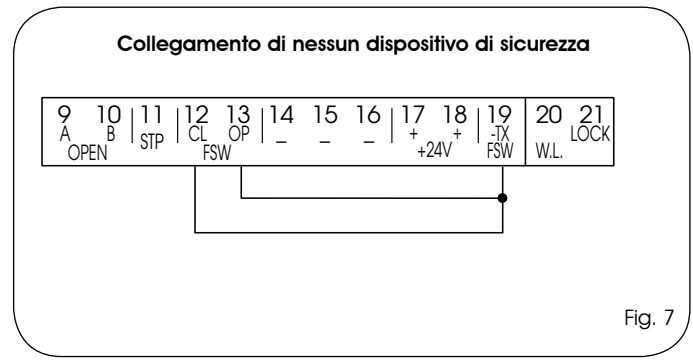 Collegamento di nessun dispositivo di sicurezza
9 10 11 12 13 14 15 16 17 18 19 20 21
A B STP CL OP _ _ _ + + -TX W.L. LOCK
OPEN FSW +24V FSW
Fig. 7